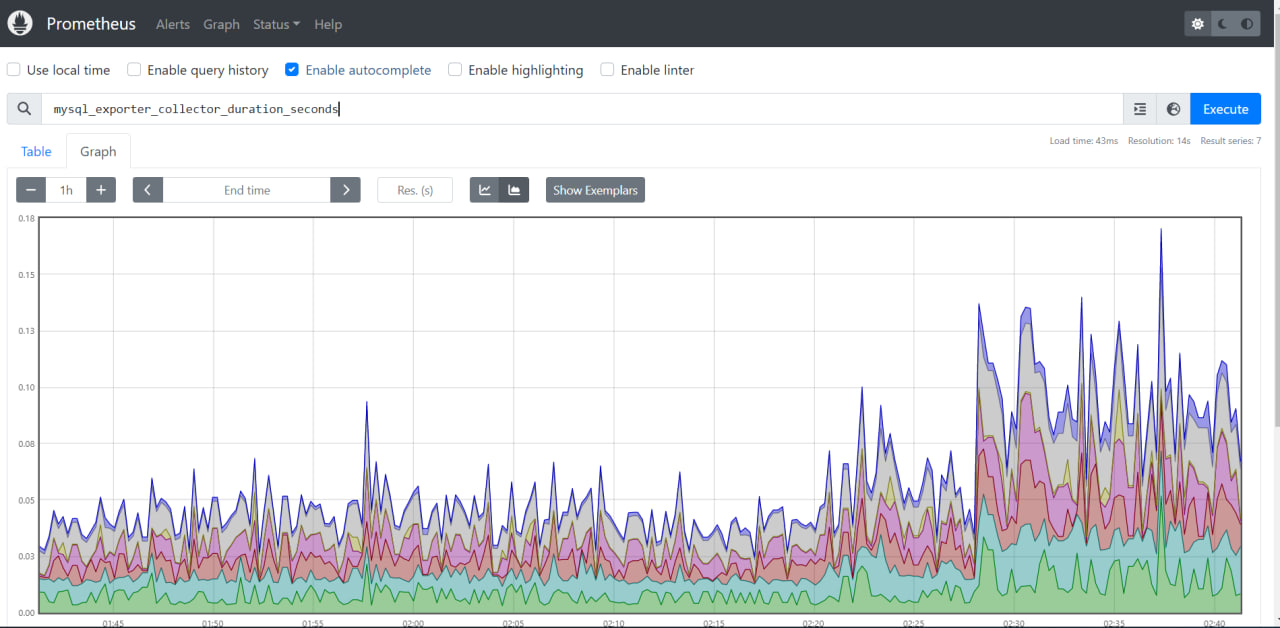 Prometheus Alerts Graph Status Help
Use local time Enable query history Enable autocomplete Enable highlighting Enable linter
mysql_exporter_collector_duration_seconds Execute
Load time: 43ms Resolution: 14s Result series: 7
Table Graph
− 1h + End time Res. (s) Show Exemplars
0.18
0.15
0.13
0.10
0.08
0.05
0.03
0.00
01:45 01:50 01:55 02:00 02:05 02:10 02:15 02:20 02:25 02:30 02:35 02:40